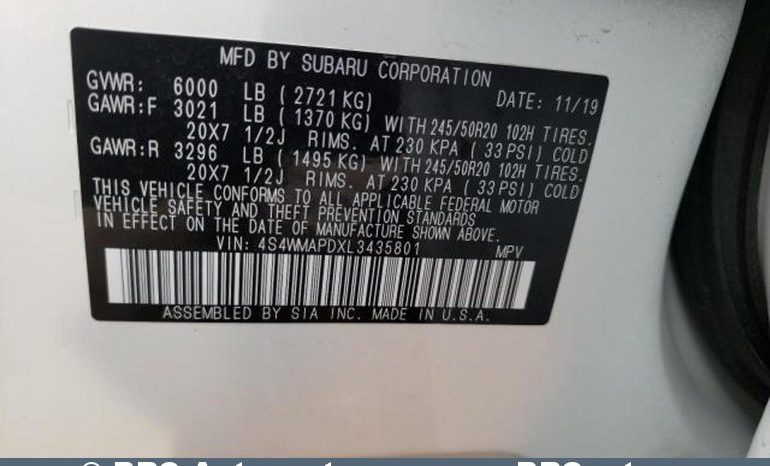 MFD BY SUBARU CORPORATION
GVWR: 6000 LB ( 2721 KG) DATE: 11/19
GAWR:F 3021 LB ( 1370 KG) WITH 245/50R20 102H TIRES.
20X7 1/2J RIMS. AT 230 KPA ( 33 PSI) COLD
GAWR:R 3296 LB ( 1495 KG) WITH 245/50R20 102H TIRES.
20X7 1/2J RIMS. AT 230 KPA ( 33 PSI) COLD
THIS VEHICLE CONFORMS TO ALL APPLICABLE FEDERAL MOTOR
VEHICLE SAFETY AND THEFT PREVENTION STANDARDS
IN EFFECT ON THE DATE OF MANUFACTURE SHOWN ABOVE.
VIN: 4S4WMAPDXL3435801 MPV
ASSEMBLED BY SIA INC. MADE IN U.S.A.